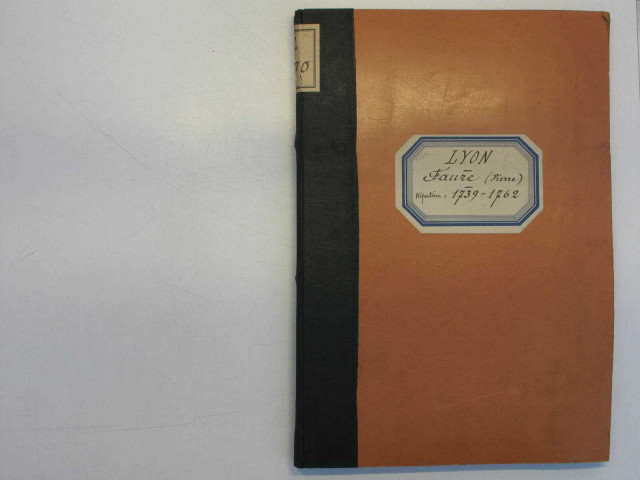 LYON
Faure (Pierre)
Répertoire : 1739-1762